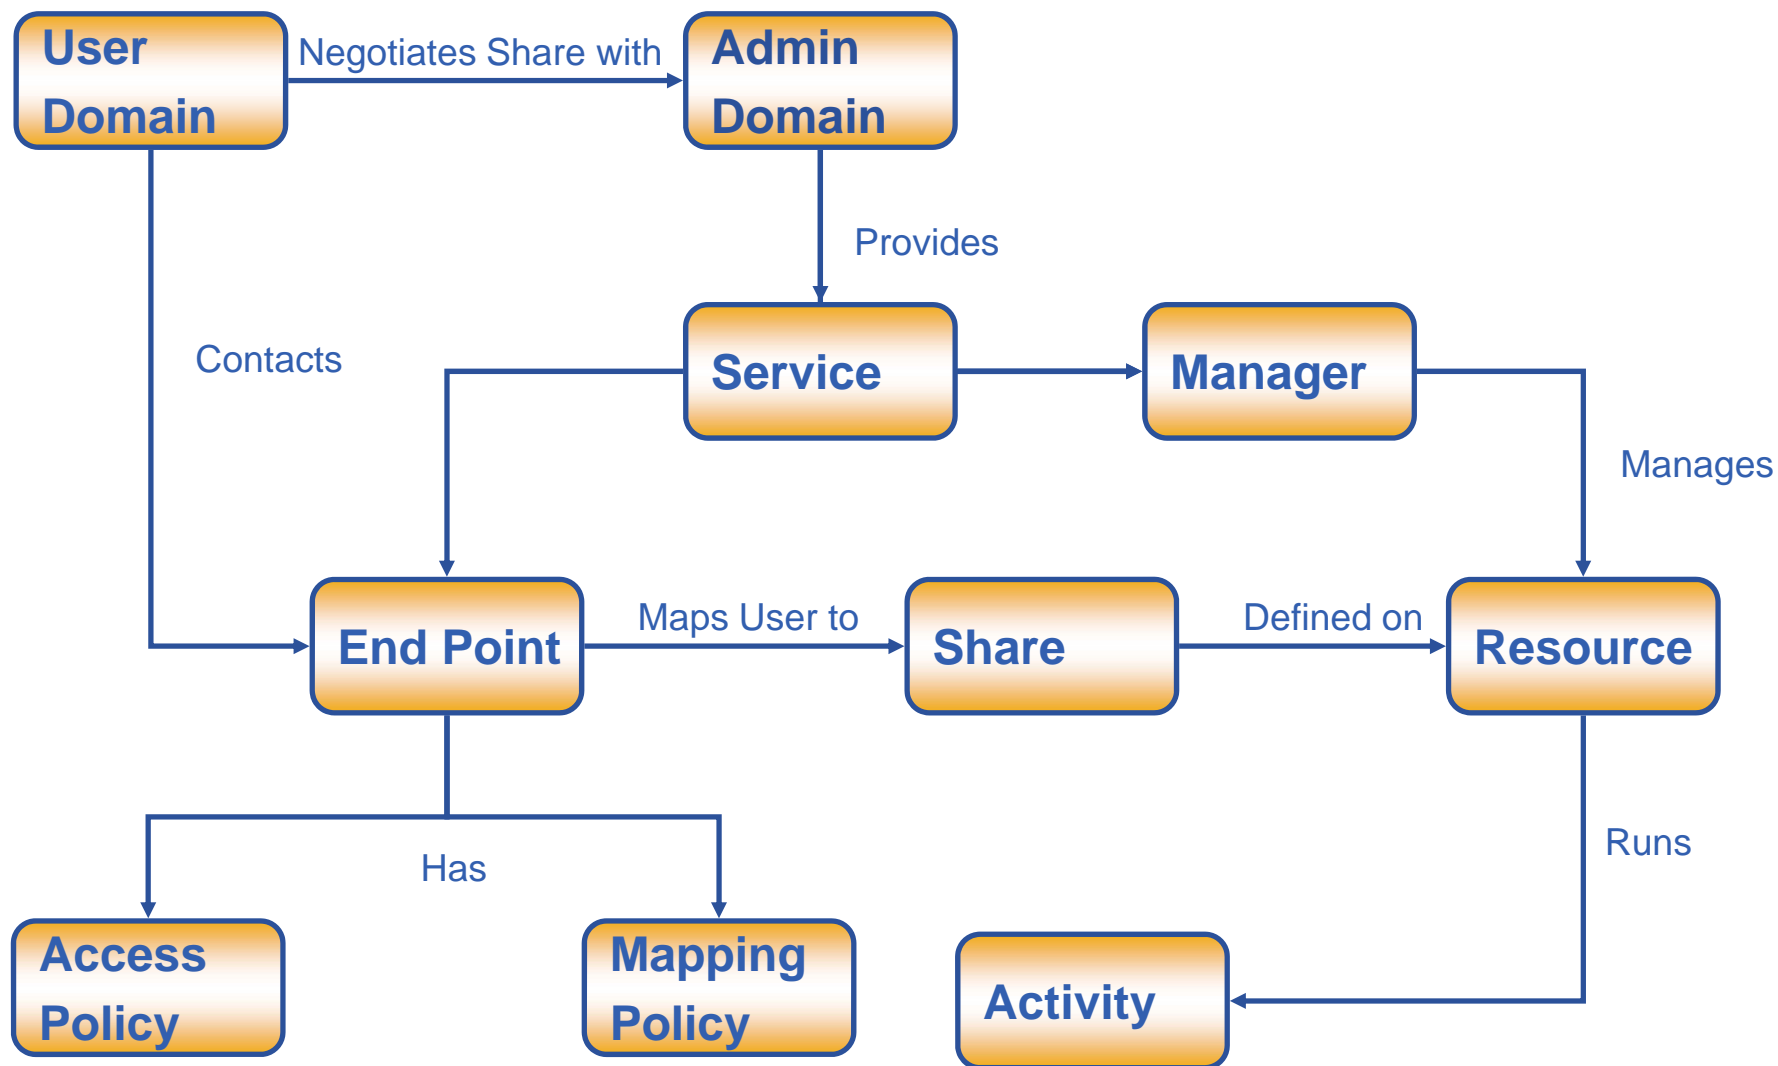 User
Domain
Negotiates Share with
Admin
Domain
Provides
Contacts
Service
Manager
Manages
End Point
Maps User to
Share
Defined on
Resource
Has
Runs
Access
Policy
Mapping
Policy
Activity